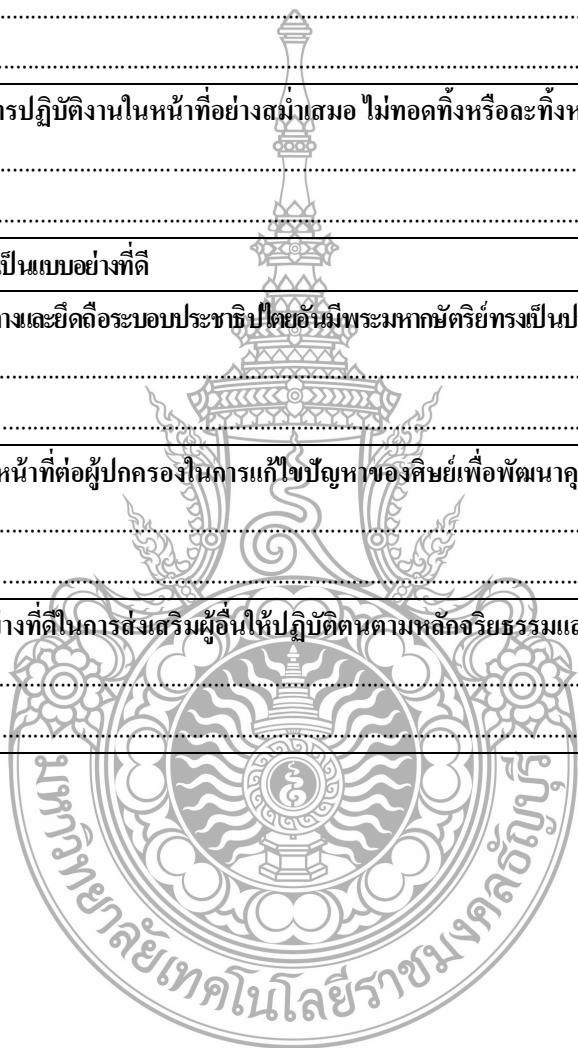 ................................................................................................
................................................................................................
ารปฏิบัติงานในหน้าที่อย่างสม่ำเสมอ ไม่ทอดทิ้งหรือละทิ้งห
................................................................................................
................................................................................................
เป็นแบบอย่างที่ดี
างและยึดถือระบอบประชาธิปไตยอันมีพระมหากษัตริย์ทรงเป็นป
................................................................................................
................................................................................................
หน้าที่ต่อผู้ปกครองในการแก้ไขปัญหาของศิษย์เพื่อพัฒนาคุ
................................................................................................
................................................................................................
่างที่ดีในการส่งเสริมผู้อื่นให้ปฏิบัติตนตามหลักจริยธรรมแล
................................................................................................
................................................................................................
มหาวิทยาลัยเทคโนโลยีราชมงคลธัญบุรี